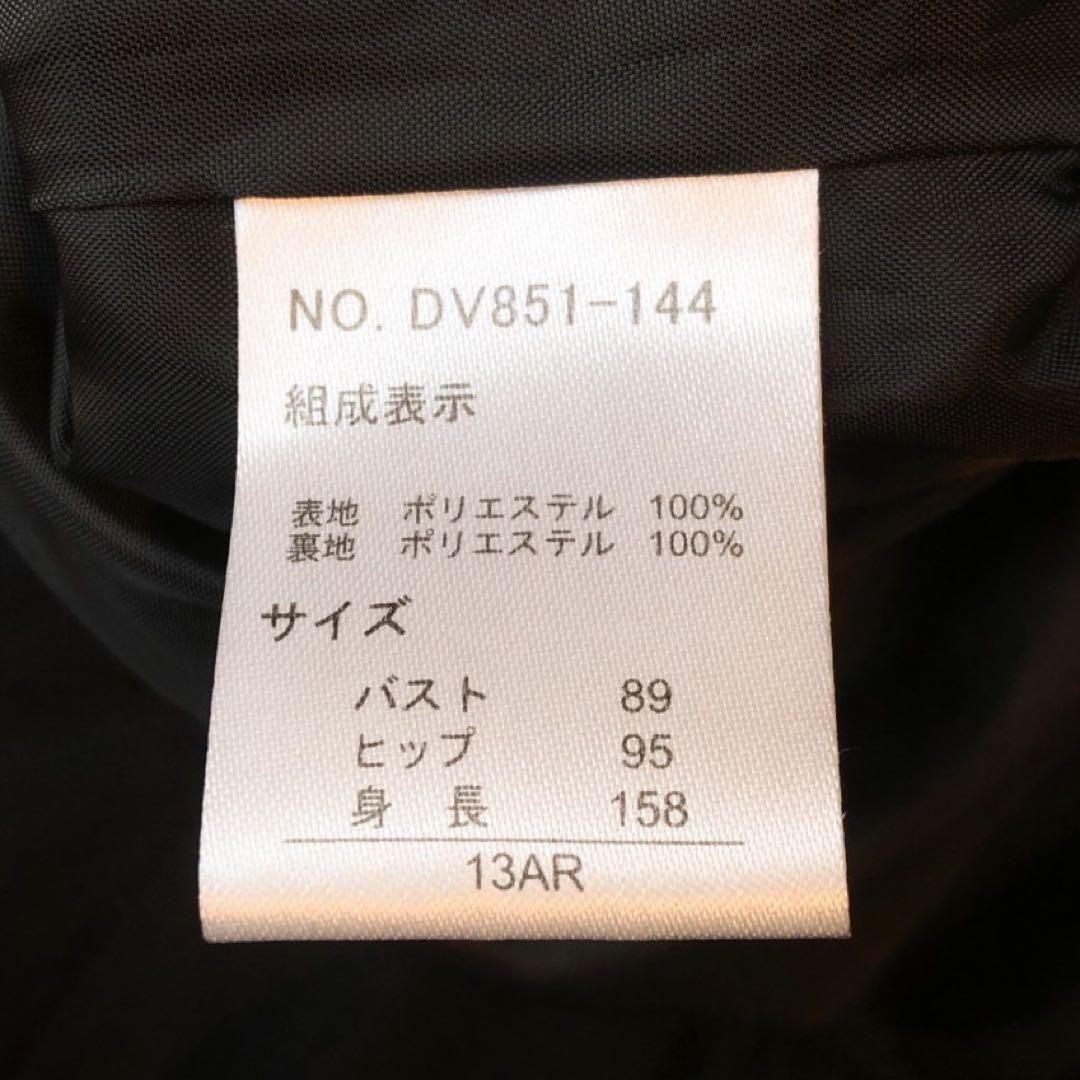 NO. DV851-144
組成表示
表地 ポリエステル 100%
裏地 ポリエステル 100%
サイズ
バスト 89
ヒップ 95
身 長 158
13AR